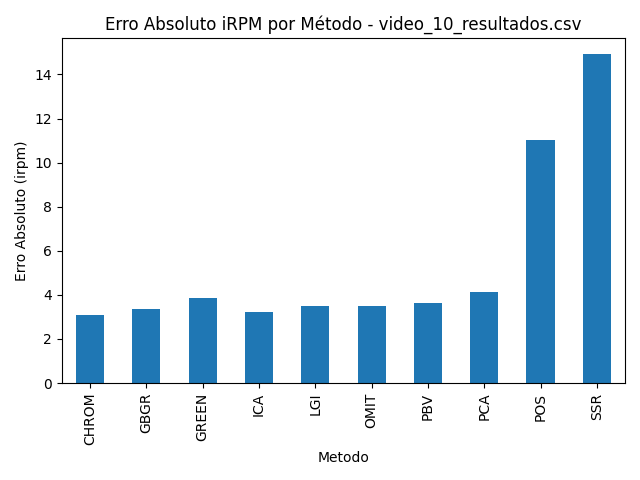 Erro Absoluto iRPM por Método - video_10_resultados.csv
Erro Absoluto (irpm)
14
12
10
8
6
4
2
0
CHROM
GBGR
GREEN
ICA
LGI
OMIT
PBV
PCA
POS
SSR
Metodo